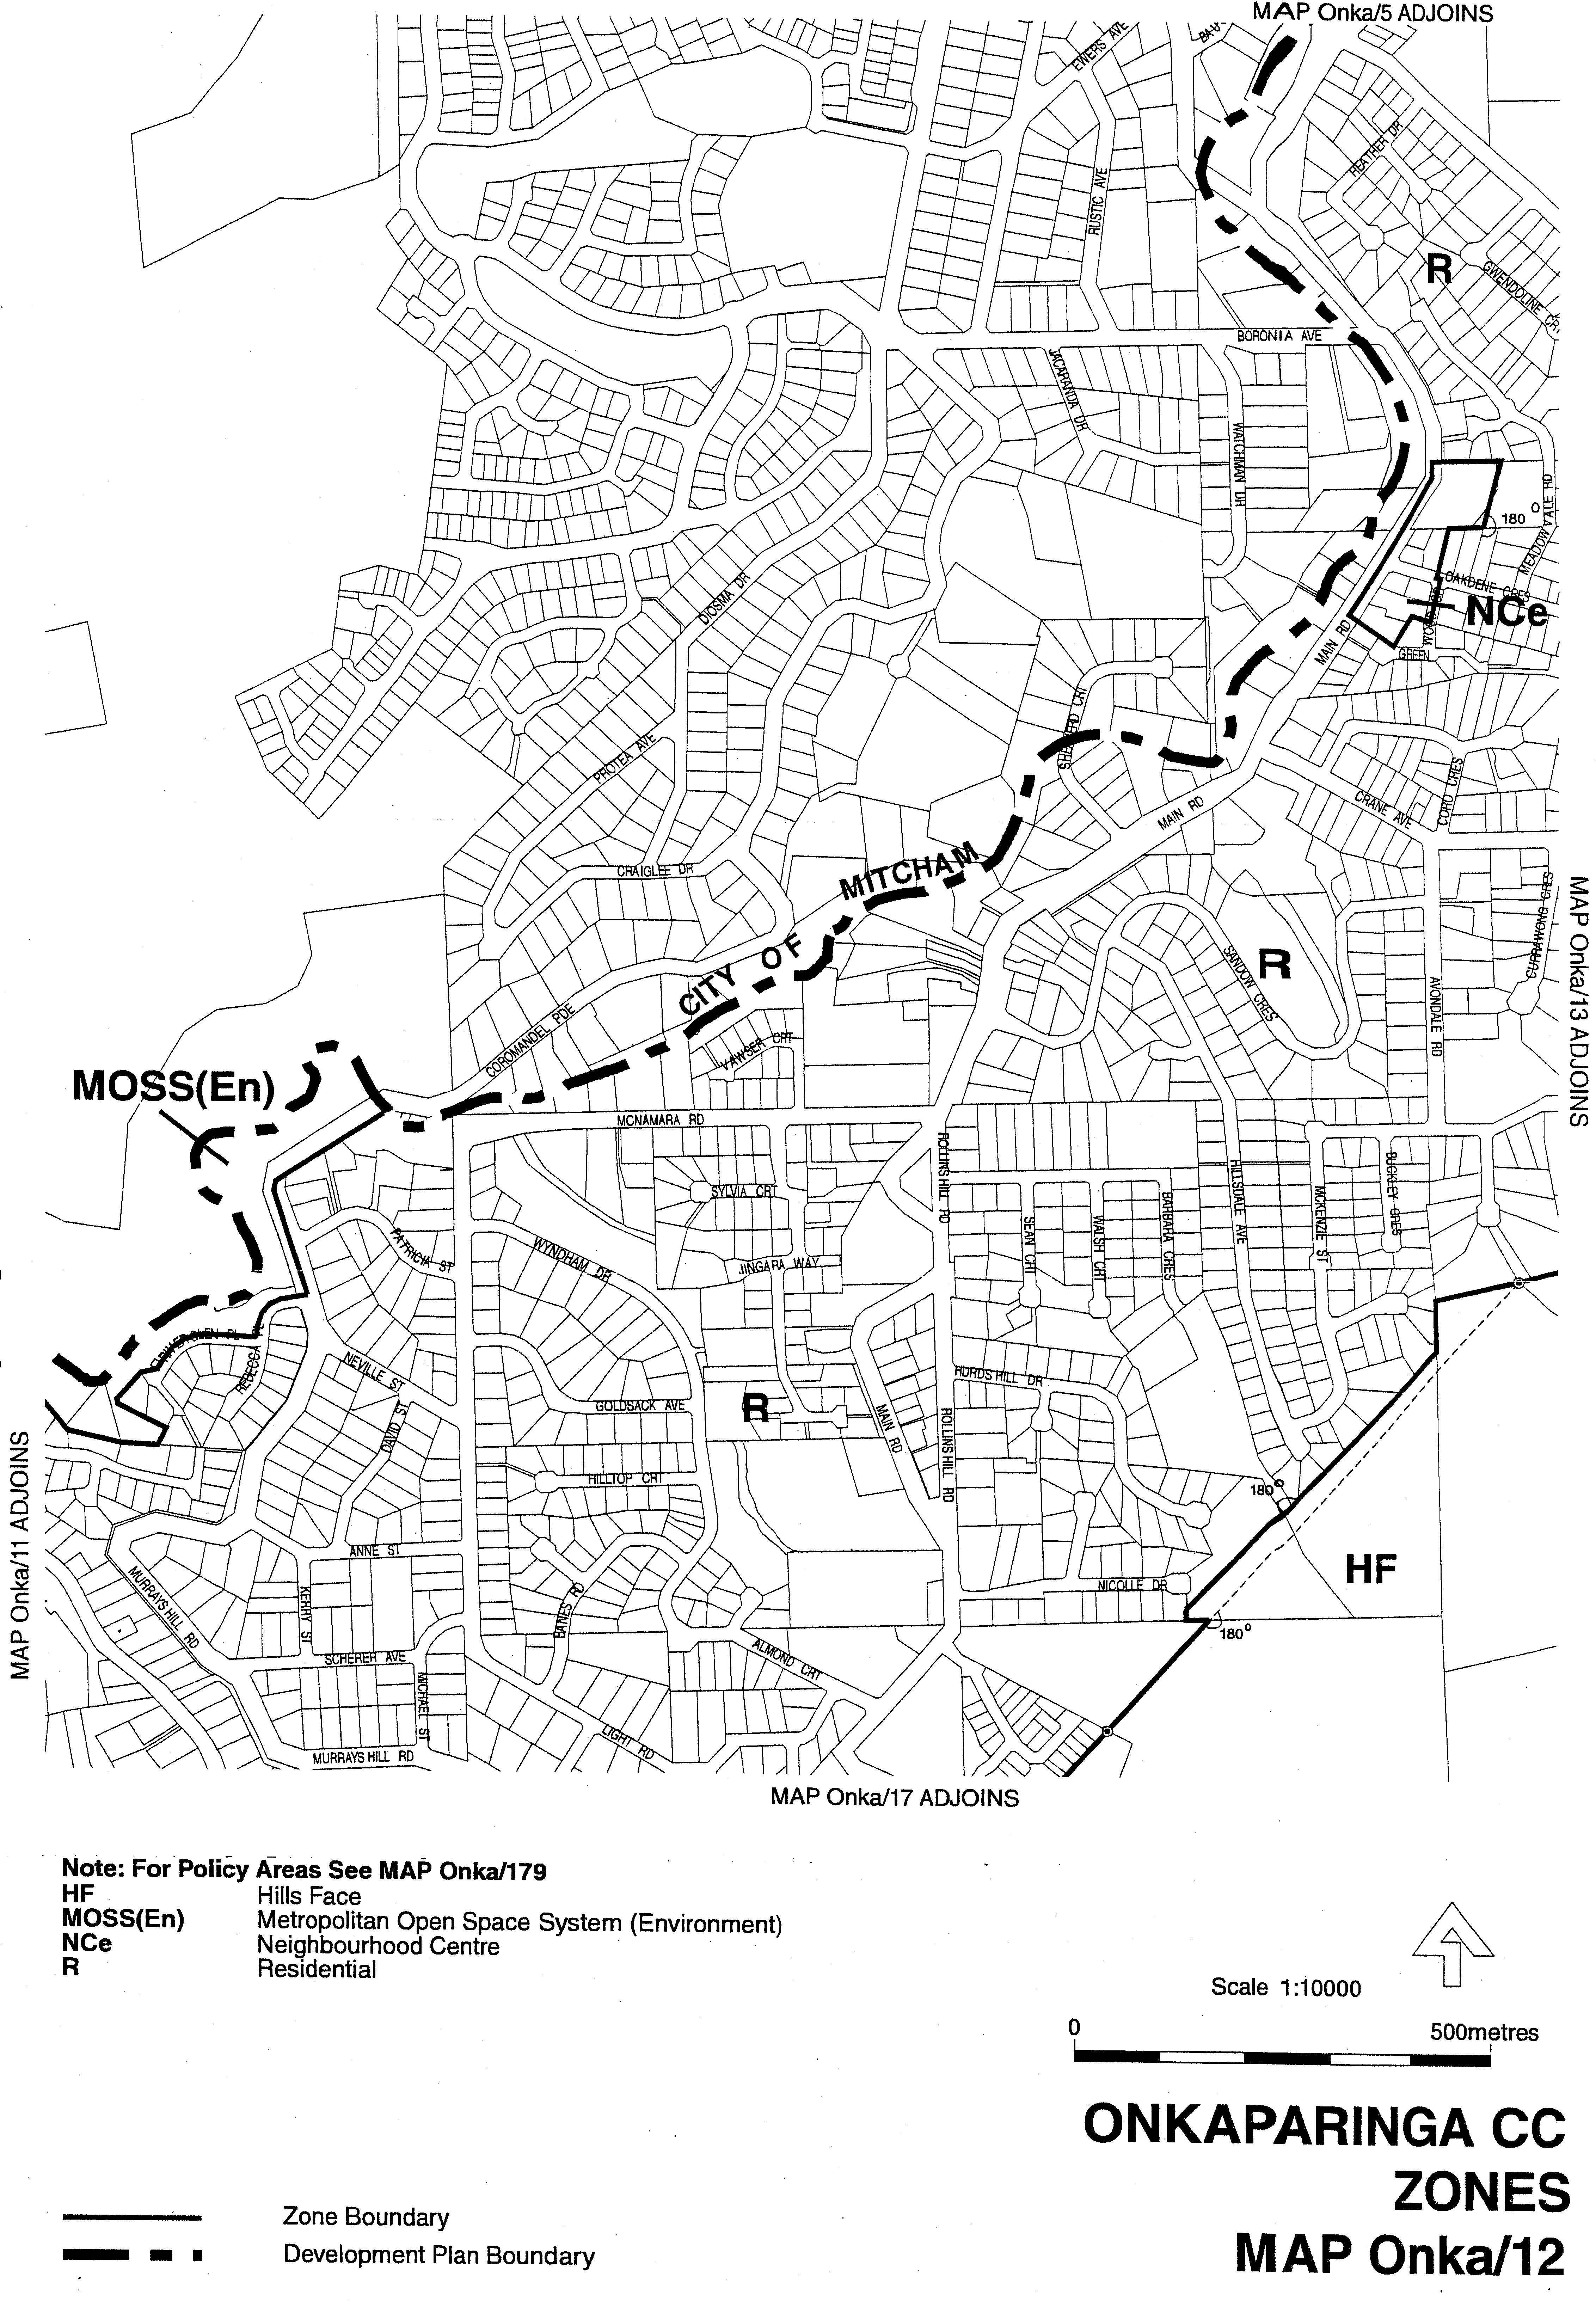 MAP Onka/5 ADJOINS
EWERS AVE
HEATHER DR
RUSTIC AVE
R
GWENDOLINE CRT
BORONIA AVE
JACARANDA DR
WATCHMAN DR
MEADOWVALE RD
180°
OAKDENE CRES
NCe
DIOSMA DR
MAIN RD
GREEN
SHEPHERD CRT
PROTEA AVE
MAIN RD
CRANE AVE
CORO CRES
CRAIGLEE DR
CITY OF MITCHAM
CURRAWONG CRES
MAP Onka/13 ADJOINS
SANDOW CRES
R
AVONDALE RD
COROMANDEL PDE
VAWSER CRT
MOSS(En)
MCNAMARA RD
ROLLINS HILL RD
SYLVIA CRT
HILLSDALE AVE
BUCKLEY CRES
MCKENZIE ST
SEAN CRT
WALSH CRT
BARBARA CRES
PATRICIA ST
WYNDHAM DR
JINGARA WAY
REBECCA PL
NEVILLE ST
HURDS HILL DR
GOLDSACK AVE
R
DAVID ST
MAIN RD
ROLLINS HILL RD
MAP Onka/11 ADJOINS
HILLTOP CRT
180°
ANNE ST
HF
MURRAYS HILL RD
KERRY ST
BANES RD
NICOLLE DR
180°
SCHERER AVE
ALMOND CRT
MICHAEL ST
LIGHT RD
MURRAYS HILL RD
MAP Onka/17 ADJOINS
Note: For Policy Areas See MAP Onka/179
HF Hills Face
MOSS(En) Metropolitan Open Space System (Environment)
NCe Neighbourhood Centre
R Residential
Scale 1:10000
0 500metres
ONKAPARINGA CC
ZONES
MAP Onka/12
Zone Boundary
Development Plan Boundary